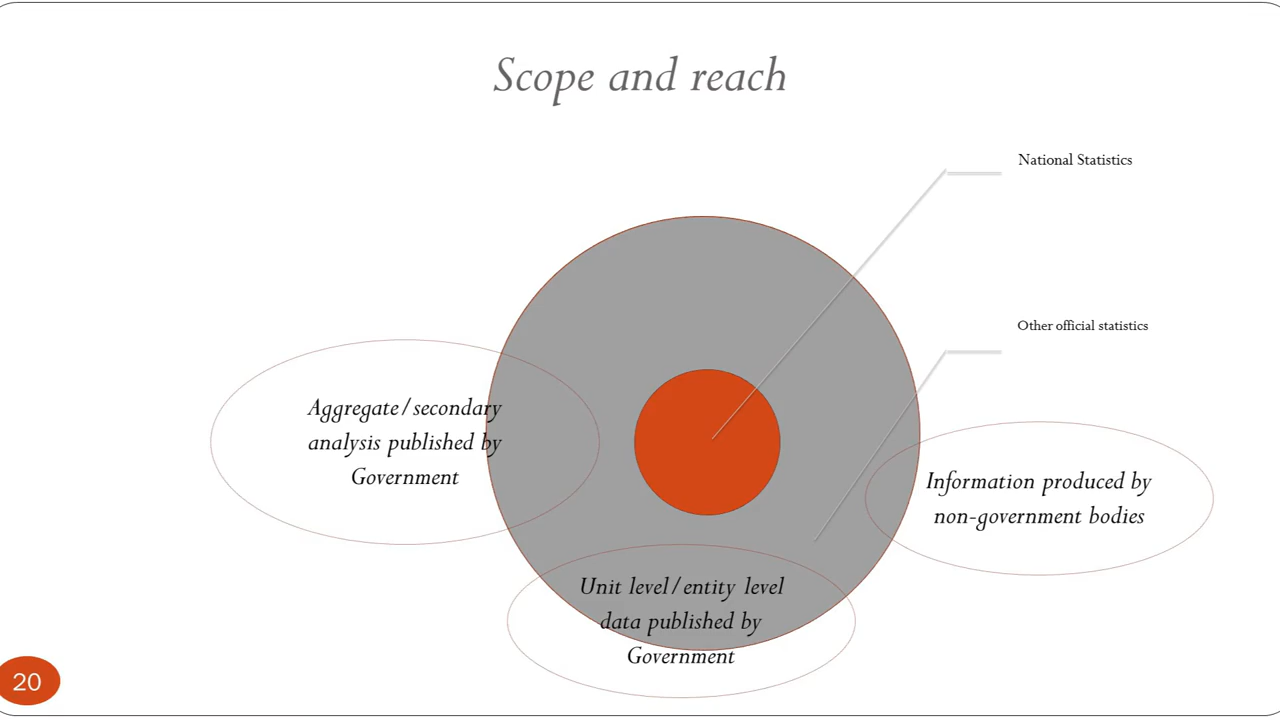 Scope and reach
National Statistics
Other official statistics
Aggregate/secondary
analysis published by
Government
Information produced by
non-government bodies
Unit level/entity level
data published by
Government
20